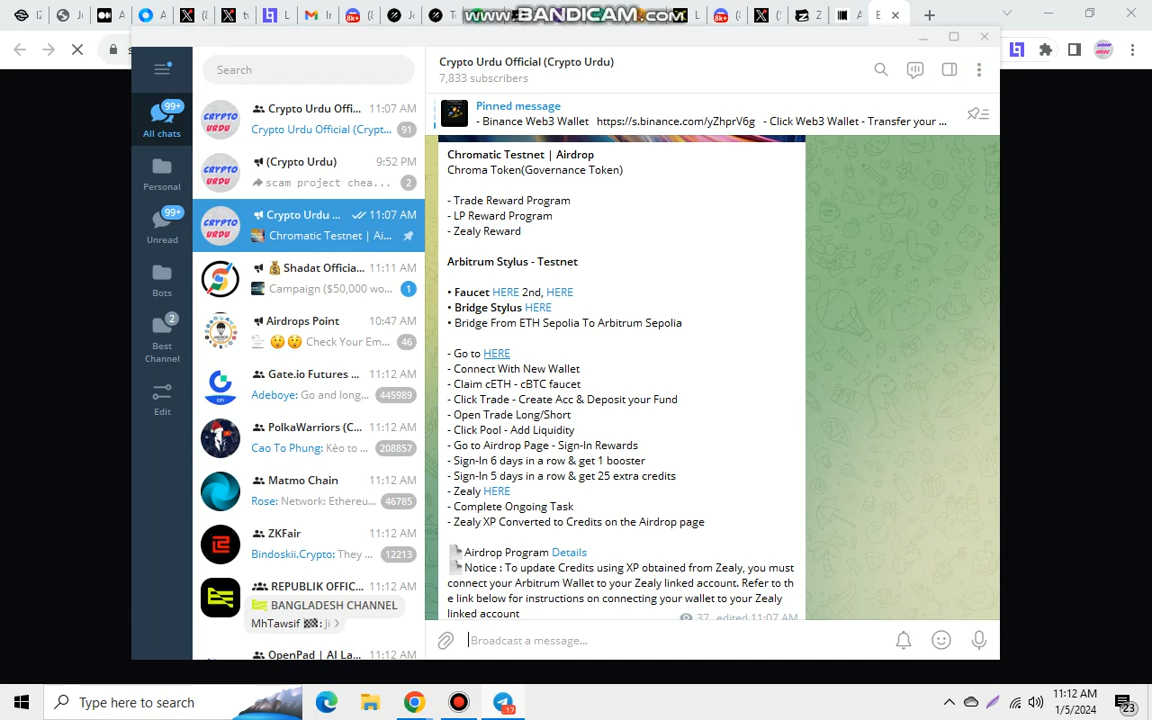 WWW.BANDICAM.COM
Search
All chats
99+
Personal
99+
Unread
Bots
2
Best
Channel
Edit
Crypto Urdu Offi... 11:07 AM
Crypto Urdu Official (Crypt... 91
(Crypto Urdu) 9:52 PM
scam project chea... 2
Crypto Urdu ... 11:07 AM
Chromatic Testnet | Ai...
Shadat Officia... 11:11 AM
Campaign ($50,000 wo... 1
Airdrops Point 10:47 AM
Check Your Em... 46
Gate.io Futures ... 11:12 AM
Adeboye: Go and long... 445989
PolkaWarriors (C... 11:12 AM
Cao To Phung: Kèo to ... 208857
Matmo Chain 11:12 AM
Rose: Network: Ethereu... 46785
ZKFair 11:12 AM
Bindoskii.Crypto: They ... 12213
REPUBLIK OFFIC... 11:12 AM
BANGLADESH CHANNEL
MhTawsif : Ji
OpenPad | AI La... 11:12 AM
Crypto Urdu Official (Crypto Urdu)
7,833 subscribers
Pinned message
- Binance Web3 Wallet https://s.binance.com/yZhprV6g - Click Web3 Wallet - Transfer your ...
Chromatic Testnet | Airdrop
Chroma Token(Governance Token)
- Trade Reward Program
- LP Reward Program
- Zealy Reward
Arbitrum Stylus - Testnet
• Faucet HERE 2nd, HERE
• Bridge Stylus HERE
• Bridge From ETH Sepolia To Arbitrum Sepolia
- Go to HERE
- Connect With New Wallet
- Claim cETH - cBTC faucet
- Click Trade - Create Acc & Deposit your Fund
- Open Trade Long/Short
- Click Pool - Add Liquidity
- Go to Airdrop Page - Sign-In Rewards
- Sign-In 6 days in a row & get 1 booster
- Sign-In 5 days in a row & get 25 extra credits
- Zealy HERE
- Complete Ongoing Task
- Zealy XP Converted to Credits on the Airdrop page
Airdrop Program Details
Notice : To update Credits using XP obtained from Zealy, you must
connect your Arbitrum Wallet to your Zealy linked account. Refer to th
e link below for instructions on connecting your wallet to your Zealy
linked account
37 edited 11:07 AM
Broadcast a message...
Type here to search
17
11:12 AM
1/5/2024
23